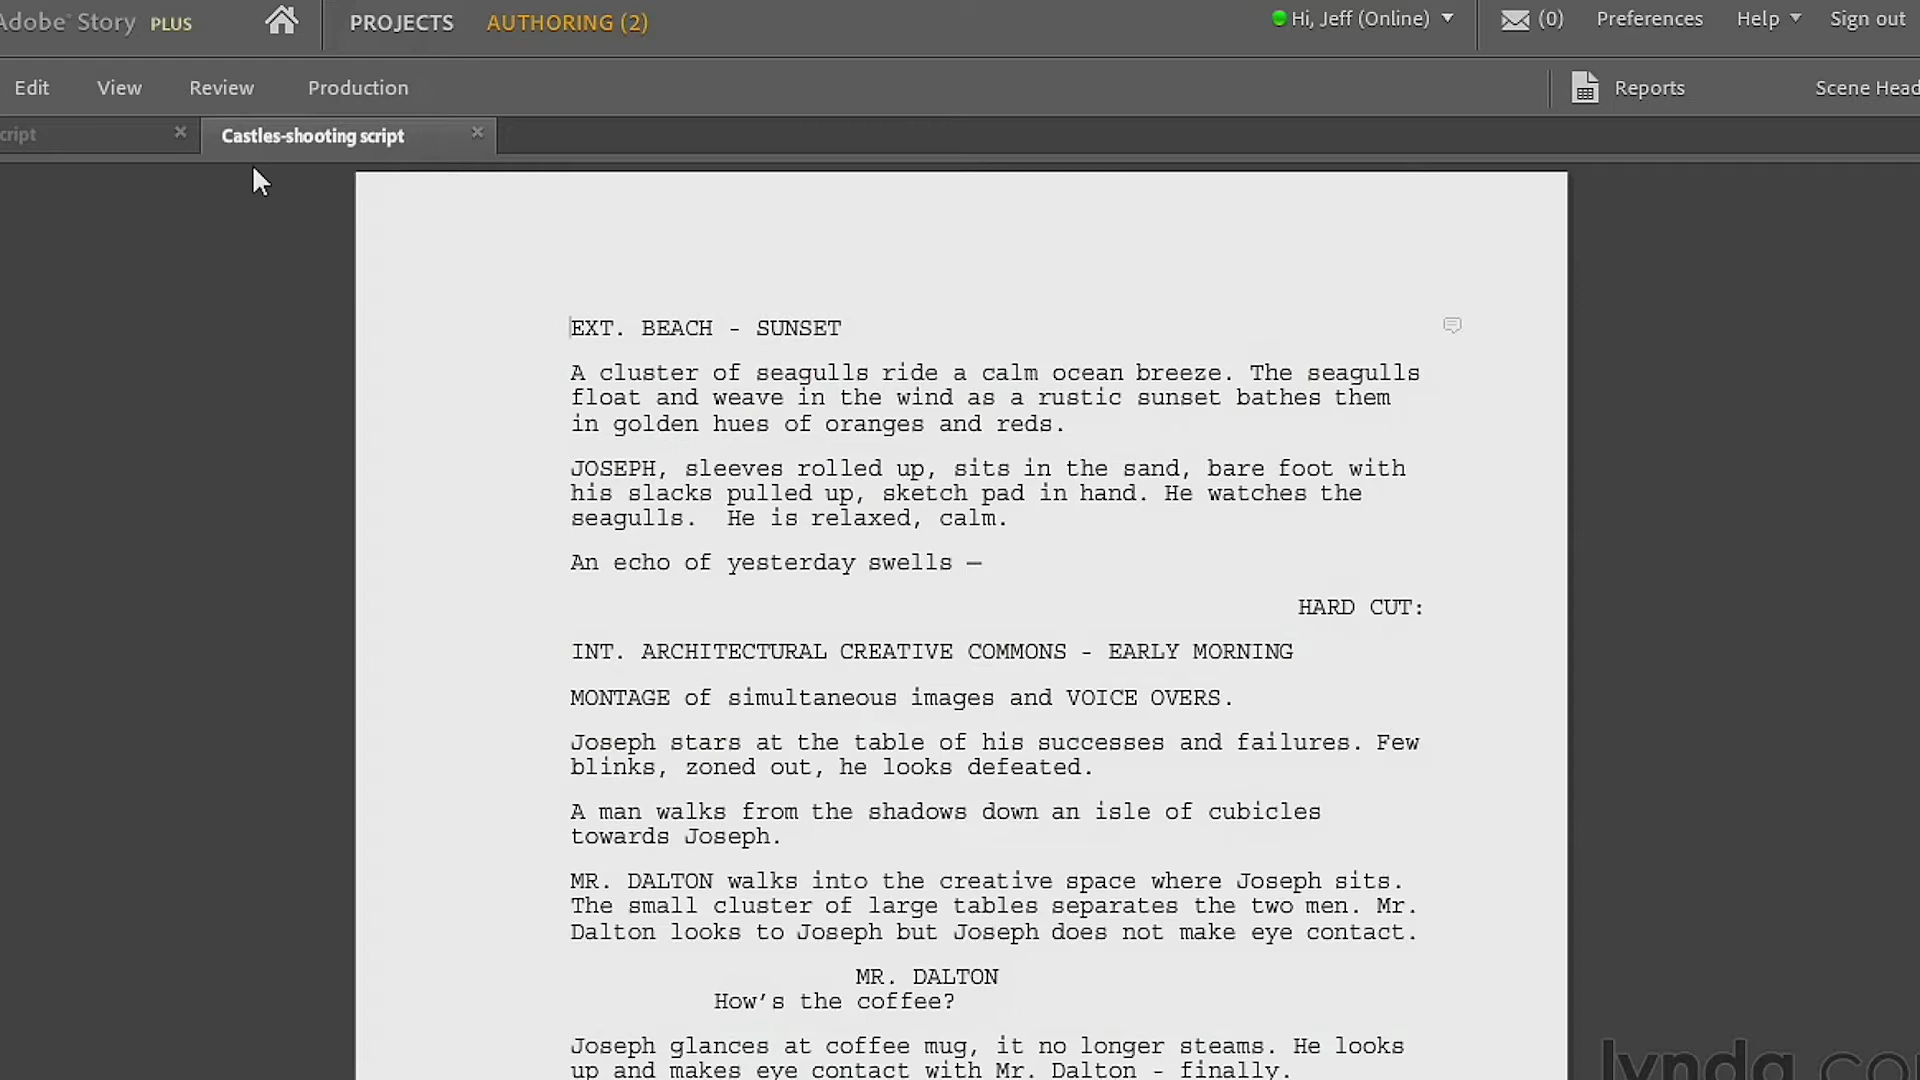 Adobe Story PLUS PROJECTS AUTHORING (2) Hi, Jeff (Online) (0) Preferences Help Sign out
Edit View Review Production Reports Scene Head
cript Castles-shooting script
EXT. BEACH - SUNSET
A cluster of seagulls ride a calm ocean breeze. The seagulls
float and weave in the wind as a rustic sunset bathes them
in golden hues of oranges and reds.
JOSEPH, sleeves rolled up, sits in the sand, bare foot with
his slacks pulled up, sketch pad in hand. He watches the
seagulls.  He is relaxed, calm.
An echo of yesterday swells —
HARD CUT:
INT. ARCHITECTURAL CREATIVE COMMONS - EARLY MORNING
MONTAGE of simultaneous images and VOICE OVERS.
Joseph stars at the table of his successes and failures. Few
blinks, zoned out, he looks defeated.
A man walks from the shadows down an isle of cubicles
towards Joseph.
MR. DALTON walks into the creative space where Joseph sits.
The small cluster of large tables separates the two men. Mr.
Dalton looks to Joseph but Joseph does not make eye contact.
MR. DALTON
How’s the coffee?
Joseph glances at coffee mug, it no longer steams. He looks
up and makes eye contact with Mr. Dalton - finally.
lynda.co